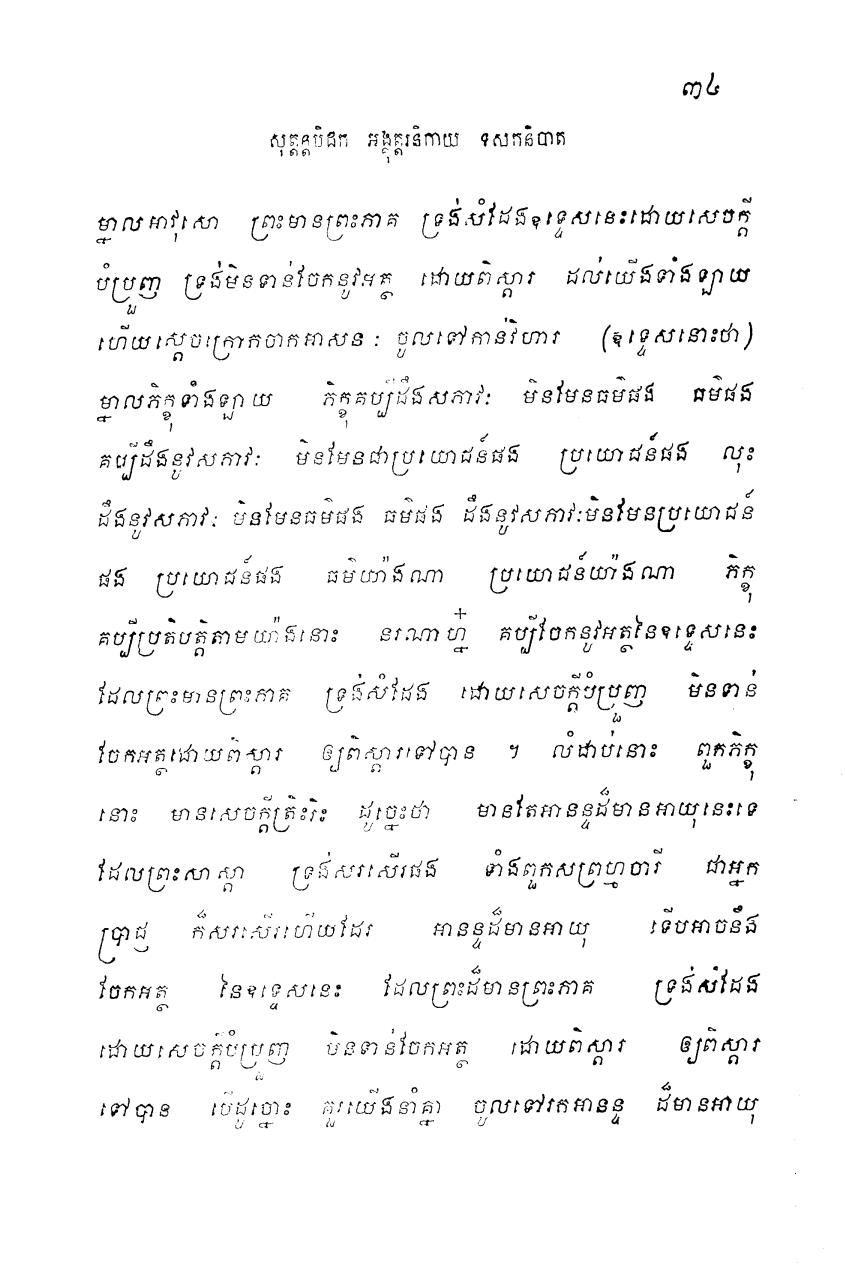 ៣៤
សុត្តន្តបិដក អង្គុត្តរនិកាយ ទសកនិបាត
ម្នាលអាវុសោ ព្រះមានព្រះភាគ ទ្រង់សំដែងឧទ្ទេសនេះដោយសេចក្តី
បំប្រួញ ទ្រង់មិនទាន់ចែកនូវអត្ថ ដោយពិស្តារ ដល់យើងទាំងឡាយ
ហើយស្តេចក្រោកចាកអាសនៈ ចូលទៅកាន់វិហារ (ឧទ្ទេសនោះថា)
ម្នាលភិក្ខុទាំងឡាយ ភិក្ខុគប្បីដឹងសភាវៈ មិនមែនធម៌ផង ធម៌ផង
គប្បីដឹងនូវសភាវៈ មិនមែនជាប្រយោជន៍ផង ប្រយោជន៍ផង លុះ
ដឹងនូវសភាវៈ មិនមែនធម៌ផង ធម៌ផង ដឹងនូវសភាវៈមិនមែនប្រយោជន៍
ផង ប្រយោជន៍ផង ធម៌យ៉ាងណា ប្រយោជន៍យ៉ាងណា ភិក្ខុ
គប្បីប្រតិបត្តិតាមយ៉ាងនោះ នរណាហ្ន៎ គប្បីចែកនូវអត្ថនៃឧទ្ទេសនេះ
ដែលព្រះមានព្រះភាគ ទ្រង់សំដែង ដោយសេចក្តីបំប្រួញ មិនទាន់
ចែកអត្ថដោយពិស្តារ ឲ្យពិស្តារទៅបាន ។ លំដាប់នោះ ពួកភិក្ខុ
នោះ មានសេចក្តីត្រិះរិះ ដូច្នេះថា មានតែអានន្ទដ៏មានអាយុនេះទេ
ដែលព្រះសាស្តា ទ្រង់សរសើរផង ទាំងពួកសព្រហ្មចារី ជាអ្នក
ប្រាជ្ញ ក៏សរសើរហើយដែរ អានន្ទដ៏មានអាយុ ទើបអាចនឹង
ចែកអត្ថ នៃឧទ្ទេសនេះ ដែលព្រះដ៏មានព្រះភាគ ទ្រង់សំដែង
ដោយសេចក្តីបំប្រួញ មិនទាន់ចែកអត្ថ ដោយពិស្តារ ឲ្យពិស្តារ
ទៅបាន បើដូច្នោះ គួរយើងនាំគ្នា ចូលទៅរកអានន្ទ ដ៏មានអាយុ